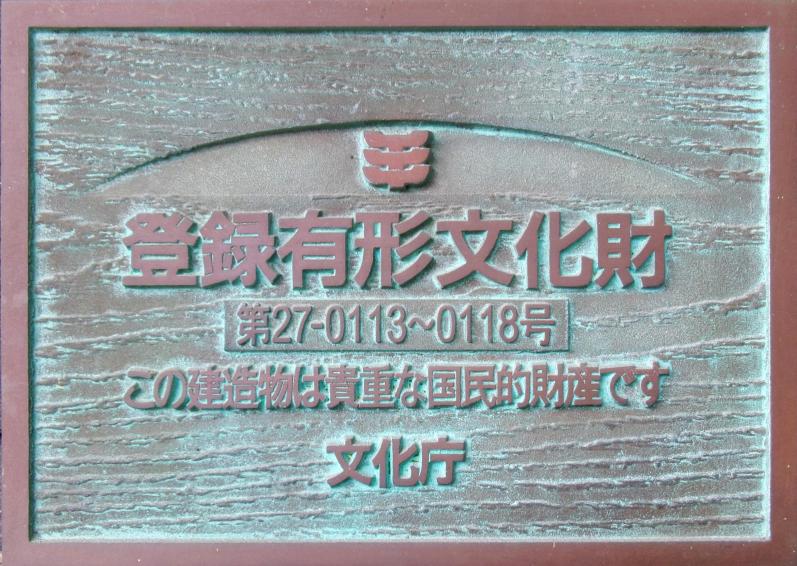 登録有形文化財
第27-0113~0118号
この建造物は貴重な国民的財産です
文化庁